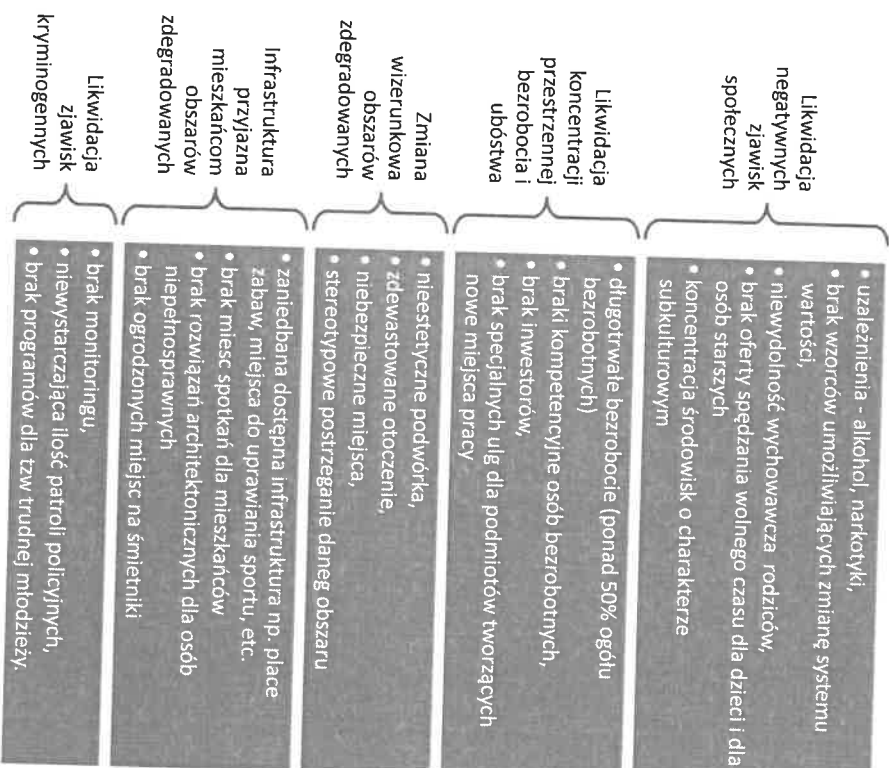 Likwidacja
negatywnych
zjawisk
społecznych
• uzależnienia - alkohol, narkotyki,
• brak wzorców umożliwiających zmianę systemu
wartości,
• niewydolność wychowawcza rodziców,
• brak oferty spędzania wolnego czasu dla dzieci i dla
osób starszych
• koncentracja środowisk o charakterze
subkulturowym
Likwidacja
koncentracji
przestrzennej
bezrobocia i
ubóstwa
• długotrwałe bezrobocie (ponad 50% ogółu
bezrobotnych)
• braki kompetencyjne osób bezrobotnych,
• brak inwestorów,
• brak specjalnych ulg dla podmiotów tworzących
nowe miejsca pracy
Zmiana
wizerunkowa
obszarów
zdegradowanych
• nieestetyczne podwórka,
• zdewastowane otoczenie,
• niebezpieczne miejsca,
• stereotypowe postrzeganie daneg obszaru
Infrastruktura
przyjazna
mieszkańcom
obszarów
zdegradowanych
• zaniedbana dostępna infrastruktura np. place
zabaw, miejsca do uprawiania sportu, etc.
• brak miesc spotkań dla mieszkańców
• brak rozwiązań architektonicznych dla osób
niepełnosprawnych
• brak ogrodzonych miejsc na śmietniki
Likwidacja
zjawisk
kryminogennych
• brak monitoringu,
• niewystarczająca ilość patroli policyjnych,
• brak programów dla tzw trudnej młodzieży.